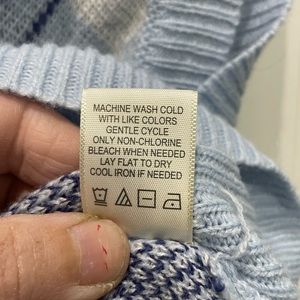 MACHINE WASH COLD
WITH LIKE COLORS
GENTLE CYCLE
ONLY NON-CHLORINE
BLEACH WHEN NEEDED
LAY FLAT TO DRY
COOL IRON IF NEEDED